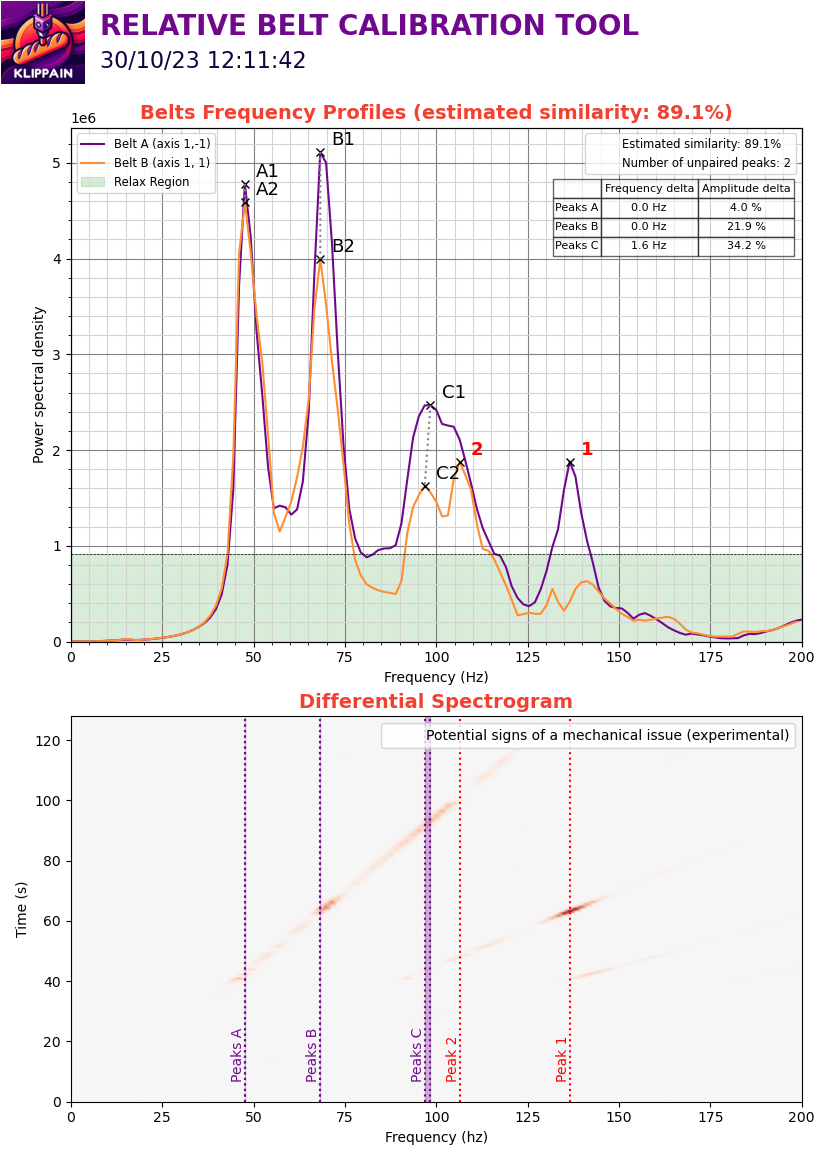 KLIPPAIN
RELATIVE BELT CALIBRATION TOOL
30/10/23 12:11:42
Belts Frequency Profiles (estimated similarity: 89.1%)
1e6
Belt A (axis 1,-1)
Belt B (axis 1, 1)
Relax Region
Estimated similarity: 89.1%
Number of unpaired peaks: 2
Frequency delta Amplitude delta
Peaks A 0.0 Hz 4.0 %
Peaks B 0.0 Hz 21.9 %
Peaks C 1.6 Hz 34.2 %
A1
A2
B1
B2
C1
C2
2
1
Power spectral density
5
4
3
2
1
0
0 25 50 75 100 125 150 175 200
Frequency (Hz)
Differential Spectrogram
Potential signs of a mechanical issue (experimental)
Time (s)
120
100
80
60
40
20
0
Peaks A
Peaks B
Peaks C
Peak 2
Peak 1
0 25 50 75 100 125 150 175 200
Frequency (hz)